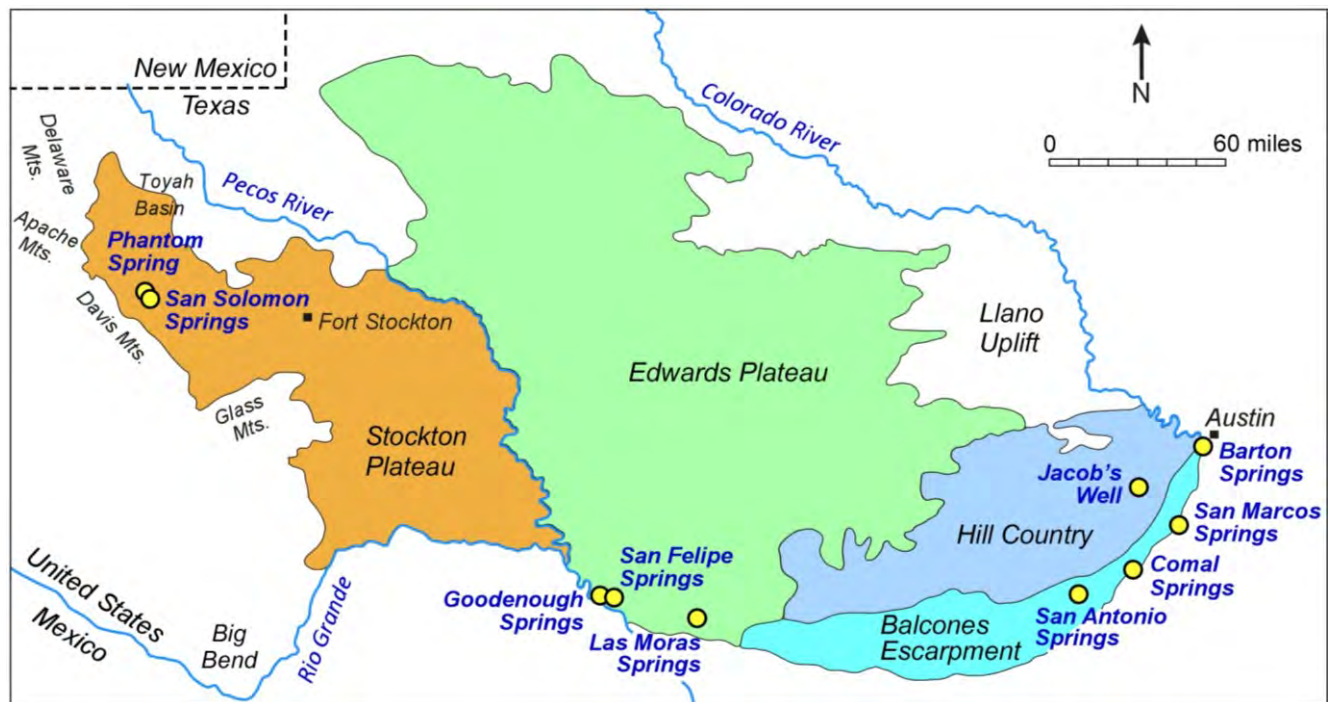 New Mexico
Texas
Colorado River
N
0 60 miles
Delaware
Mts.
Toyah
Basin
Pecos River
Apache
Mts.
Phantom
Spring
San Solomon
Springs
Davis Mts.
Fort Stockton
Llano
Uplift
Edwards Plateau
Glass
Mts.
Stockton
Plateau
Austin
Barton
Springs
Jacob's
Well
San Marcos
Springs
Hill Country
Comal
Springs
San Felipe
Springs
Goodenough
Springs
San Antonio
Springs
Las Moras
Springs
Balcones
Escarpment
United States
Mexico
Big
Bend
Rio Grande